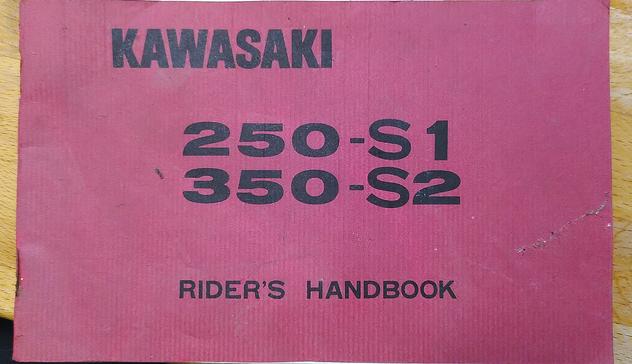 KAWASAKI
250-S1
350-S2
RIDER'S HANDBOOK